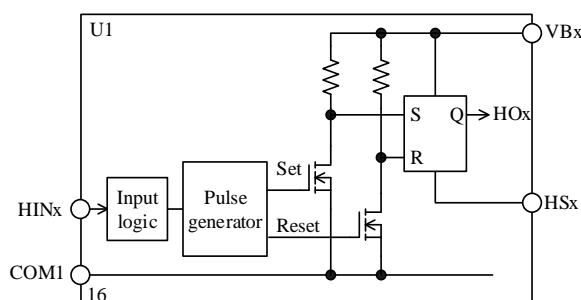 U1
VBx
S
Q
HOx
R
Set
HINx
Input
logic
Pulse
generator
HSx
Reset
COM1
16